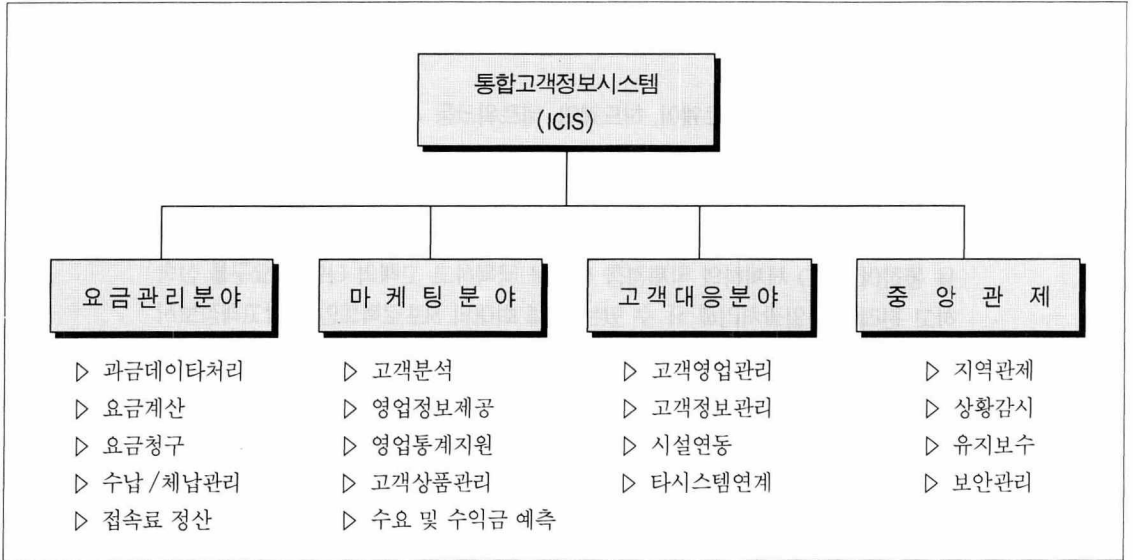 통합고객정보시스템
(ICIS)
요금관리분야
▷ 과금데이타처리
▷ 요금계산
▷ 요금청구
▷ 수납/체납관리
▷ 접속료 정산
마케팅분야
▷ 고객분석
▷ 영업정보제공
▷ 영업통계지원
▷ 고객상품관리
▷ 수요 및 수익금 예측
고객대응분야
▷ 고객영업관리
▷ 고객정보관리
▷ 시설연동
▷ 타시스템연계
중앙관제
▷ 지역관제
▷ 상황감시
▷ 유지보수
▷ 보안관리